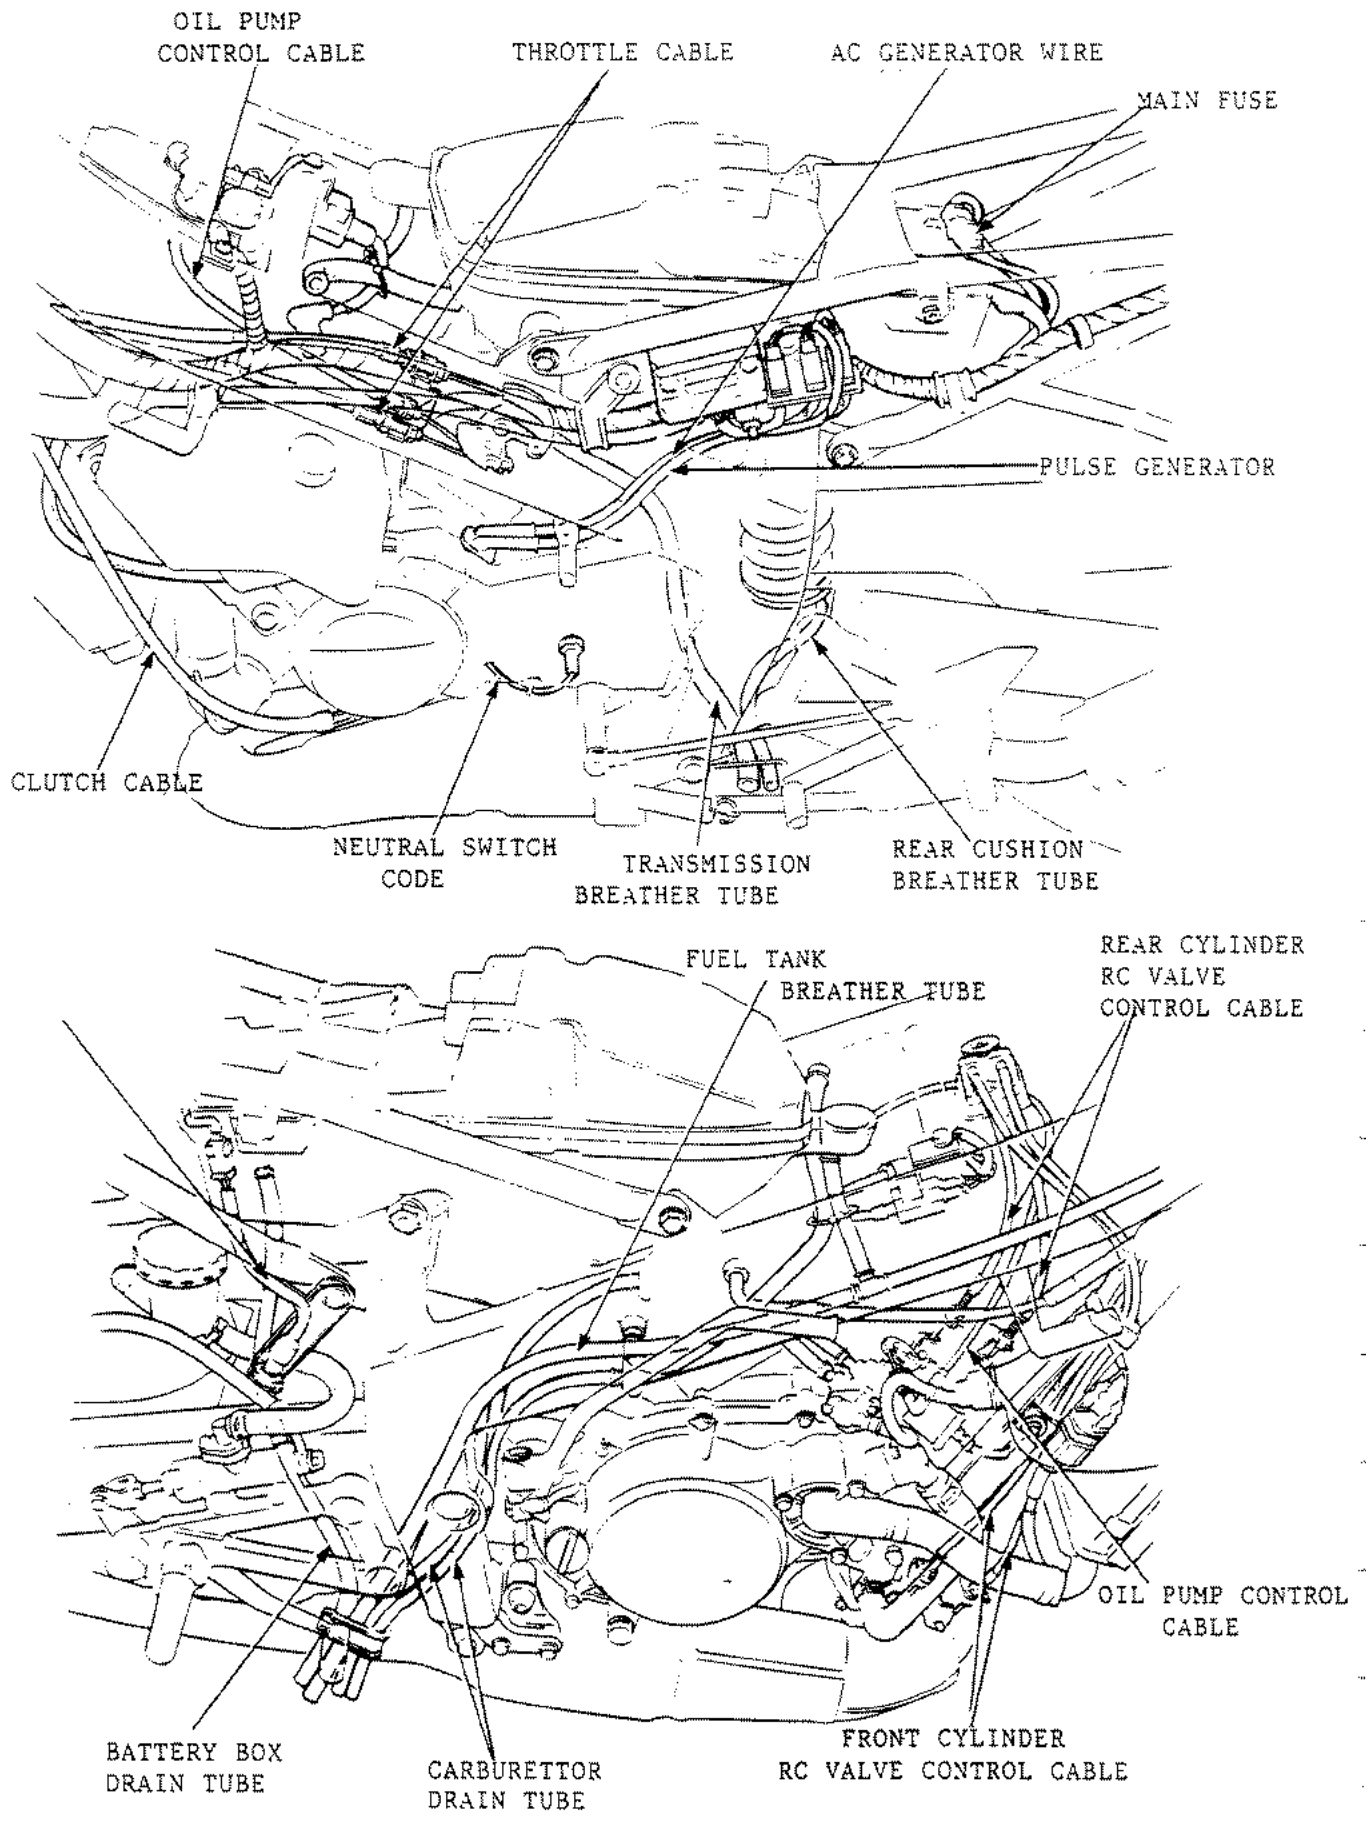 OIL PUMP
CONTROL CABLE
THROTTLE CABLE
AC GENERATOR WIRE
MAIN FUSE
PULSE GENERATOR
CLUTCH CABLE
NEUTRAL SWITCH
CODE
TRANSMISSION
BREATHER TUBE
REAR CUSHION
BREATHER TUBE
FUEL TANK
BREATHER TUBE
REAR CYLINDER
RC VALVE
CONTROL CABLE
OIL PUMP CONTROL
CABLE
FRONT CYLINDER
RC VALVE CONTROL CABLE
BATTERY BOX
DRAIN TUBE
CARBURETTOR
DRAIN TUBE